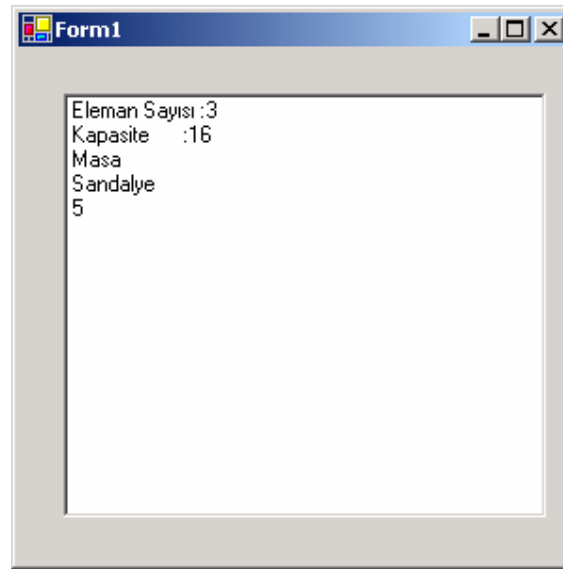 Form1
Eleman Sayısı :3
Kapasite :16
Masa
Sandalye
5